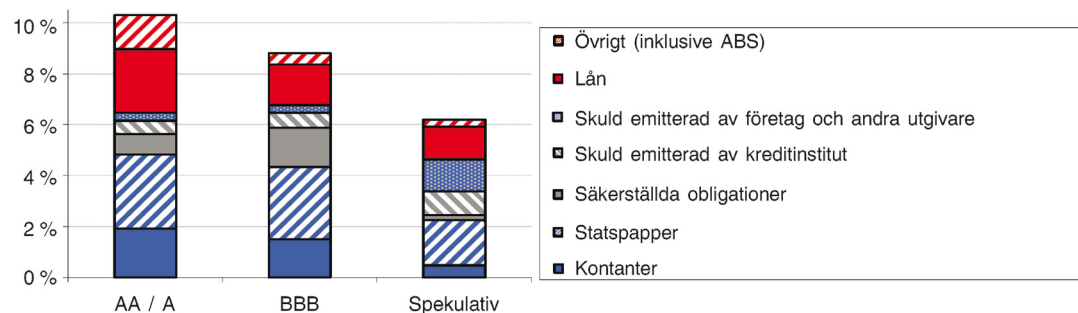 10 %
8 %
6 %
4 %
2 %
0 %
AA / A
BBB
Spekulativ
Övrigt (inklusive ABS)
Lån
Skuld emitterad av företag och andra utgivare
Skuld emitterad av kreditinstitut
Säkerställda obligationer
Statspapper
Kontanter